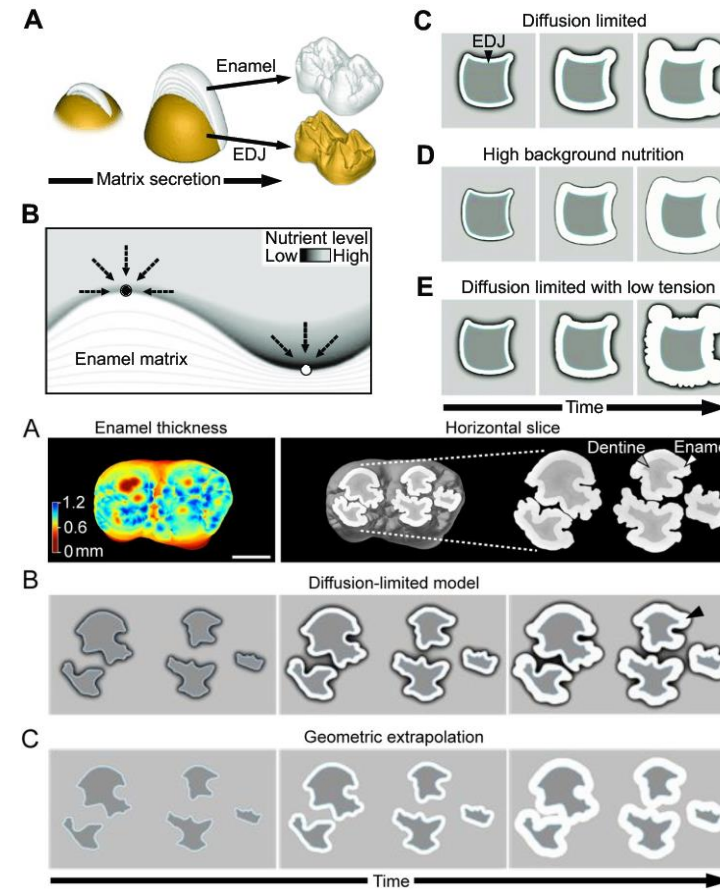 A
Enamel
EDJ
Matrix secretion
B
Nutrient level
Low High
Enamel matrix
C
Diffusion limited
EDJ
D
High background nutrition
E
Diffusion limited with low tension
Time
A
Enamel thickness
Horizontal slice
1.2
0.6
0 mm
Dentine
B
Diffusion-limited model
C
Geometric extrapolation
Time